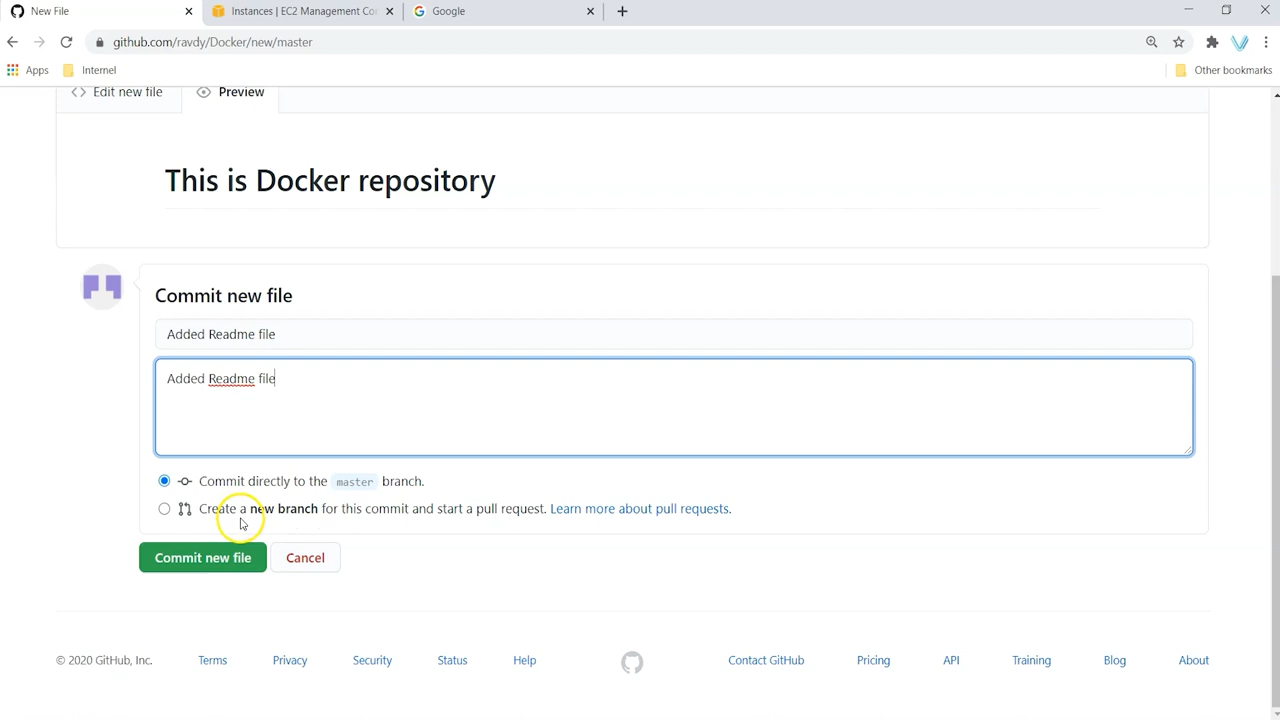 New File
Instances | EC2 Management Co
Google
github.com/ravdy/Docker/new/master
Apps
Internet
Other bookmarks
Edit new file
Preview
This is Docker repository
Commit new file
Added Readme file
Added Readme file
Commit directly to the master branch.
Create a new branch for this commit and start a pull request. Learn more about pull requests.
Commit new file
Cancel
© 2020 GitHub, Inc.
Terms
Privacy
Security
Status
Help
Contact GitHub
Pricing
API
Training
Blog
About